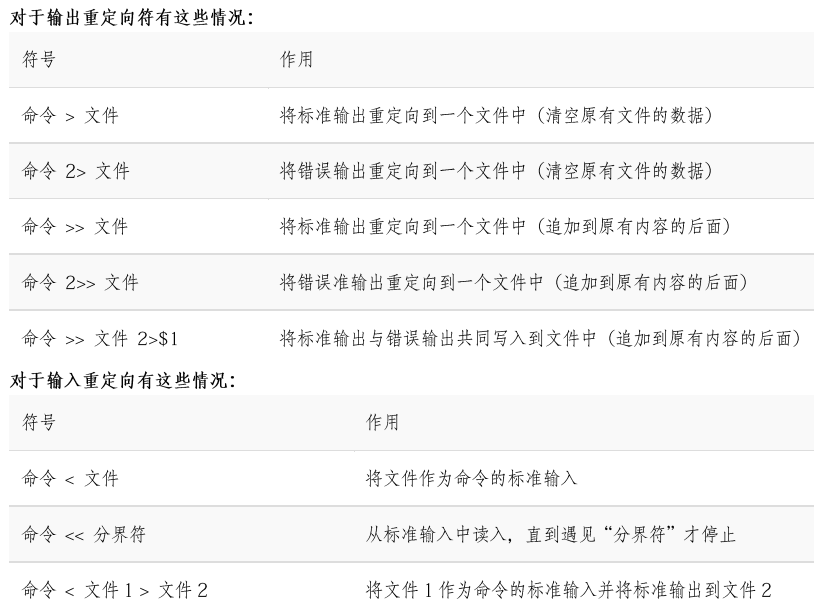 对于输出重定向符有这些情况：
符号 作用
命令 > 文件 将标准输出重定向到一个文件中（清空原有文件的数据）
命令 2> 文件 将错误输出重定向到一个文件中（清空原有文件的数据）
命令 >> 文件 将标准输出重定向到一个文件中（追加到原有内容的后面）
命令 2>> 文件 将错误准输出重定向到一个文件中（追加到原有内容的后面）
命令 >> 文件 2>$1 将标准输出与错误输出共同写入到文件中（追加到原有内容的后面）
对于输入重定向有这些情况：
符号 作用
命令 < 文件 将文件作为命令的标准输入
命令 << 分界符 从标准输入中读入，直到遇见“分界符”才停止
命令 < 文件 1 > 文件 2 将文件 1 作为命令的标准输入并将标准输出到文件 2